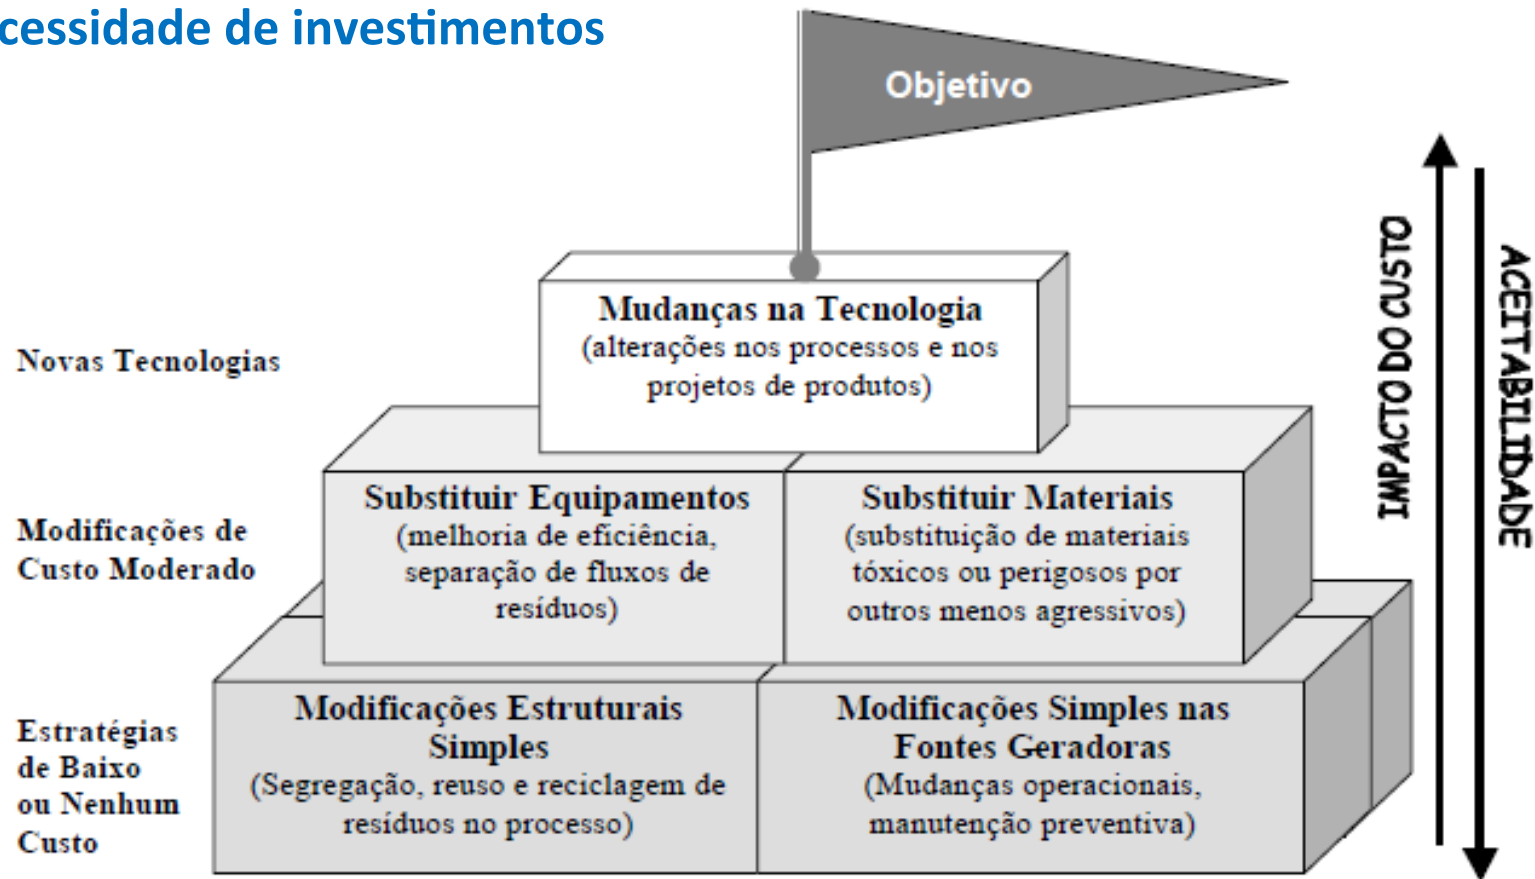 cessidade de investimentos
Objetivo
Mudanças na Tecnologia
(alterações nos processos e nos
projetos de produtos)
Novas Tecnologias
Substituir Equipamentos
(melhoria de eficiência,
separação de fluxos de
resíduos)
Substituir Materiais
(substituição de materiais
tóxicos ou perigosos por
outros menos agressivos)
Modificações de
Custo Moderado
Modificações Estruturais
Simples
(Segregação, reuso e reciclagem de
resíduos no processo)
Modificações Simples nas
Fontes Geradoras
(Mudanças operacionais,
manutenção preventiva)
Estratégias
de Baixo
ou Nenhum
Custo
IMPACTO DO CUSTO
ACEITABILIDADE